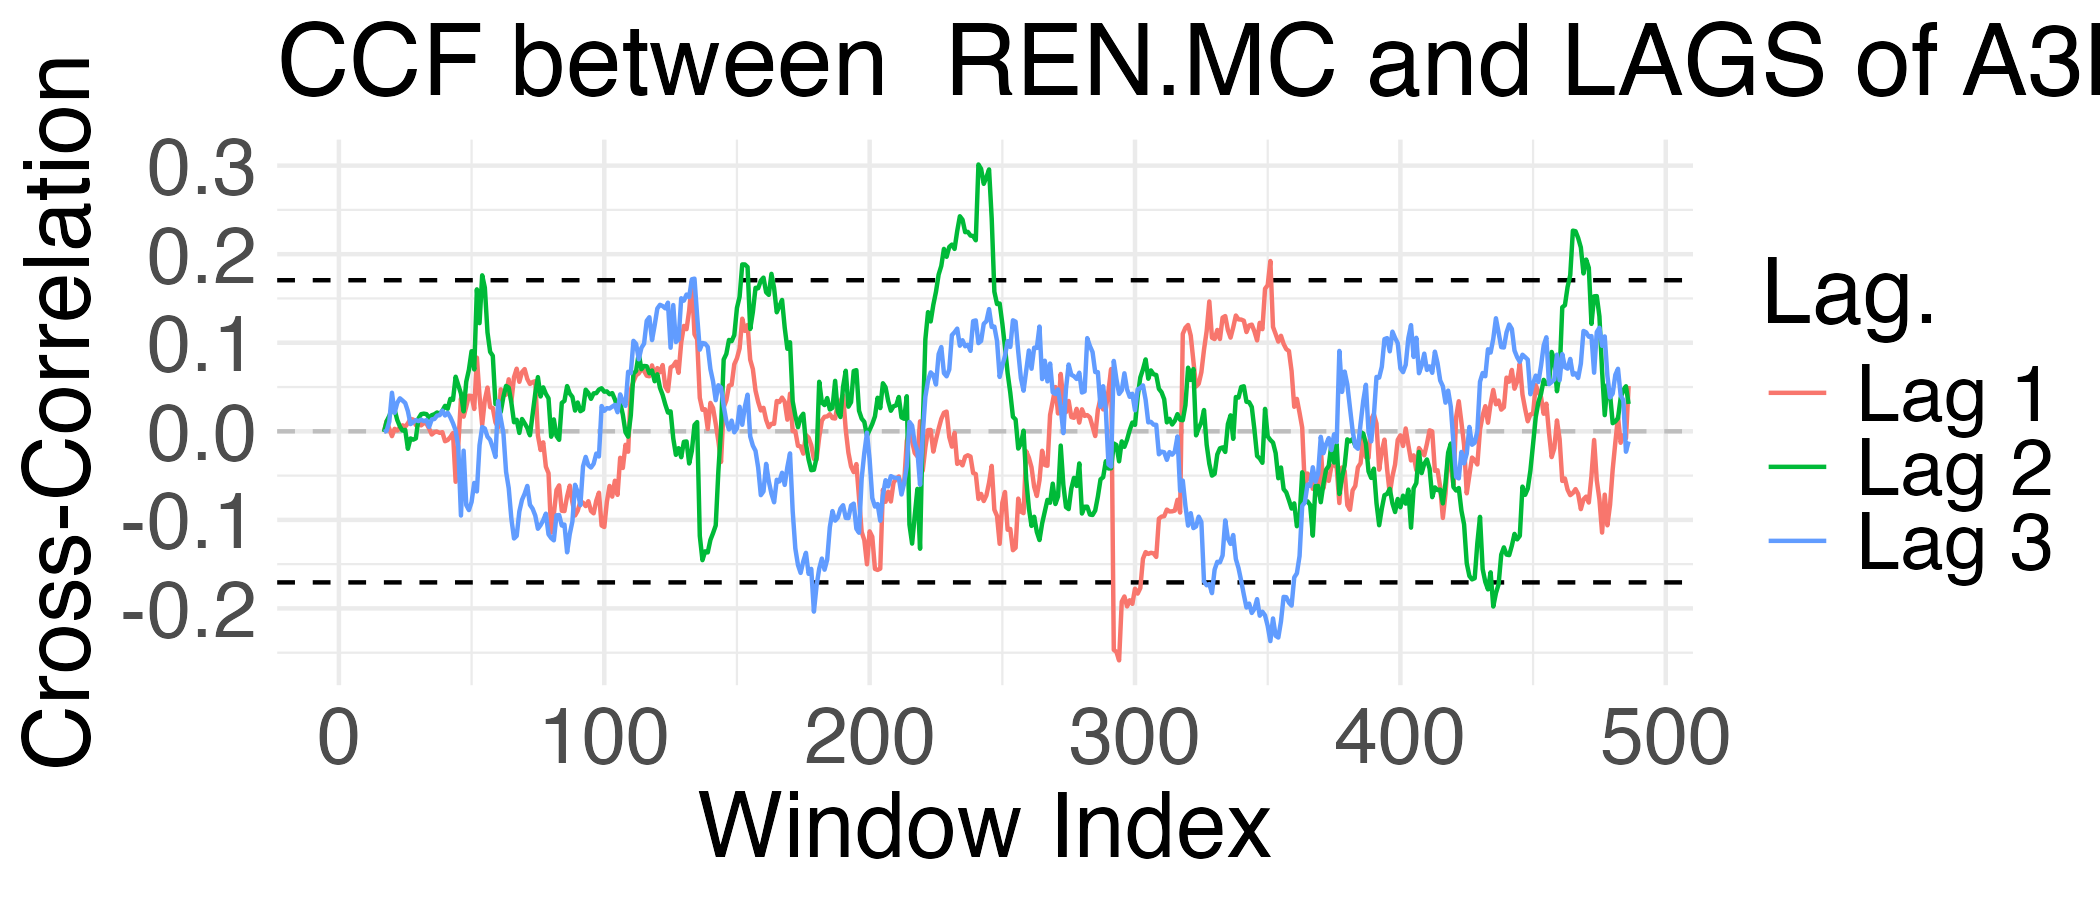 CCF between  REN.MC and LAGS of
Cross-Correlation
0.3
0.2
0.1
0.0
-0.1
-0.2
0
100
200
300
400
500
Window Index
Lag.
Lag 1
Lag 2
Lag 3